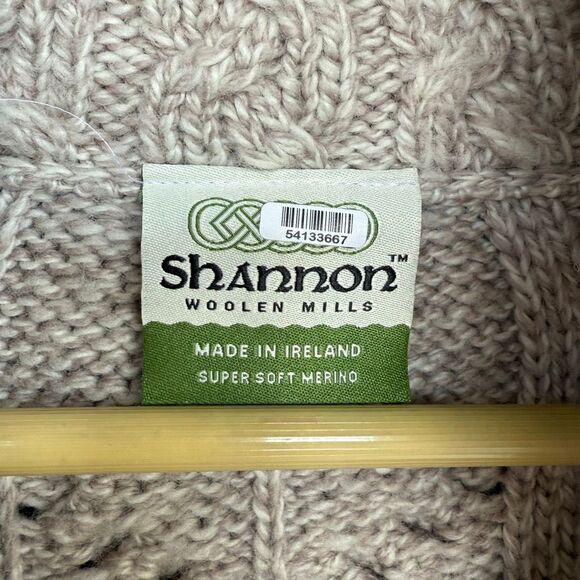 54133667
Shannon™
WOOLEN MILLS
MADE IN IRELAND
SUPER SOFT MERINO